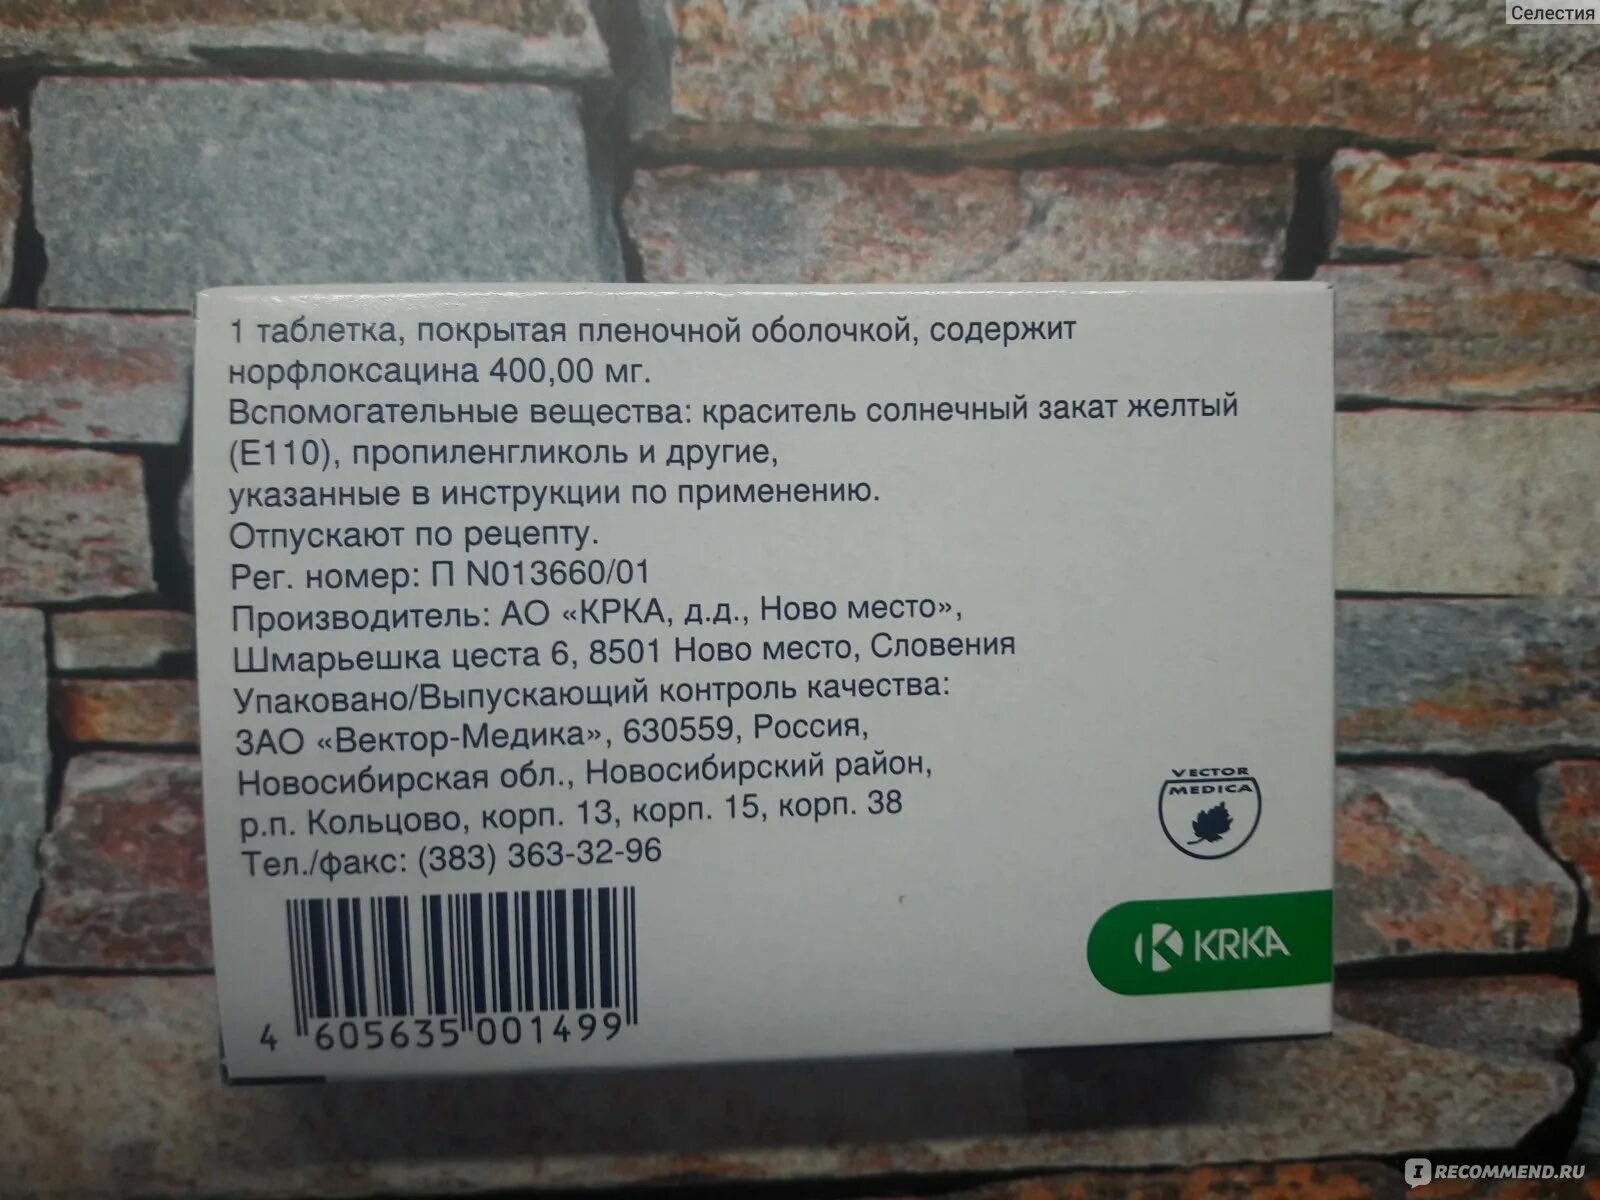 Селестия
1 таблетка, покрытая пленочной оболочкой, содержит
норфлоксацина 400,00 мг.
Вспомогательные вещества: краситель солнечный закат желтый
(Е110), пропиленгликоль и другие,
указанные в инструкции по применению.
Отпускают по рецепту.
Рег. номер: П N013660/01
Производитель: АО «КРКА, д.д., Ново место»,
Шмарьешка цеста 6, 8501 Ново место, Словения
Упаковано/Выпускающий контроль качества:
ЗАО «Вектор-Медика», 630559, Россия,
Новосибирская обл., Новосибирский район,
р.п. Кольцово, корп. 13, корп. 15, корп. 38
Тел./факс: (383) 363-32-96
VECTOR
MEDICA
KRKA
4 605635 001499
RECOMMEND.RU